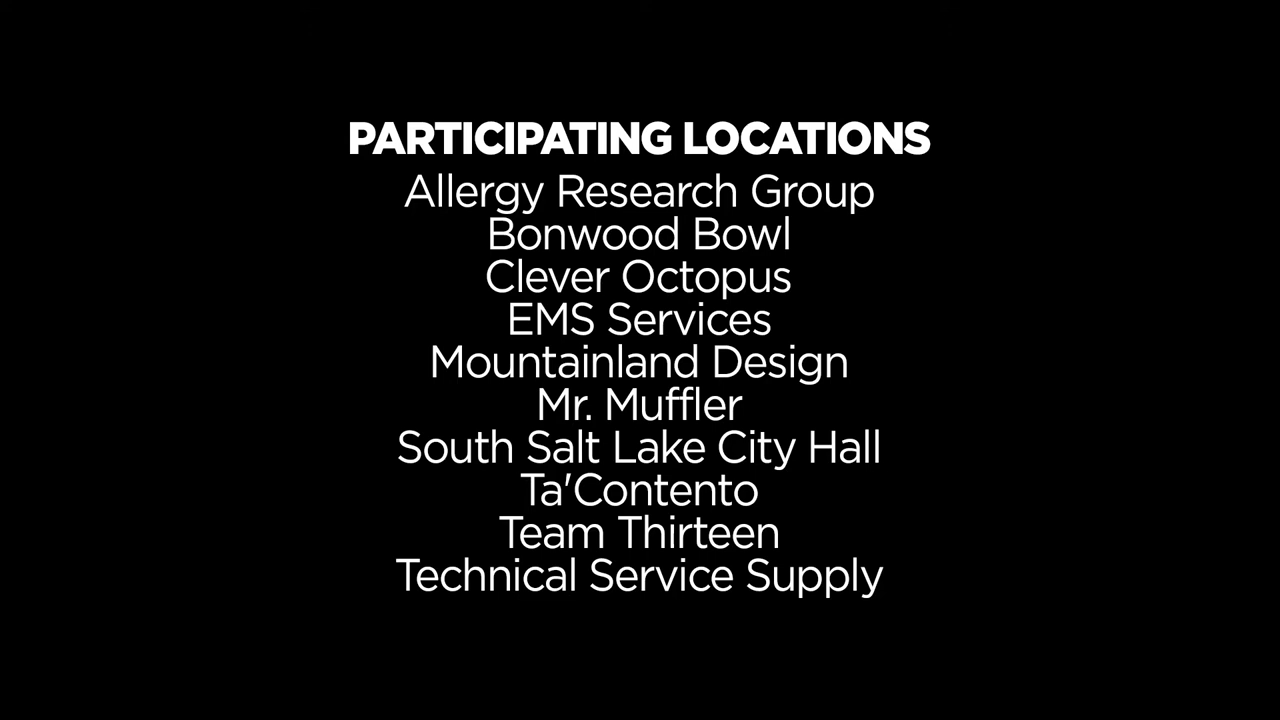 PARTICIPATING LOCATIONS
Allergy Research Group
Bonwood Bowl
Clever Octopus
EMS Services
Mountainland Design
Mr. Muffler
South Salt Lake City Hall
Ta'Contento
Team Thirteen
Technical Service Supply